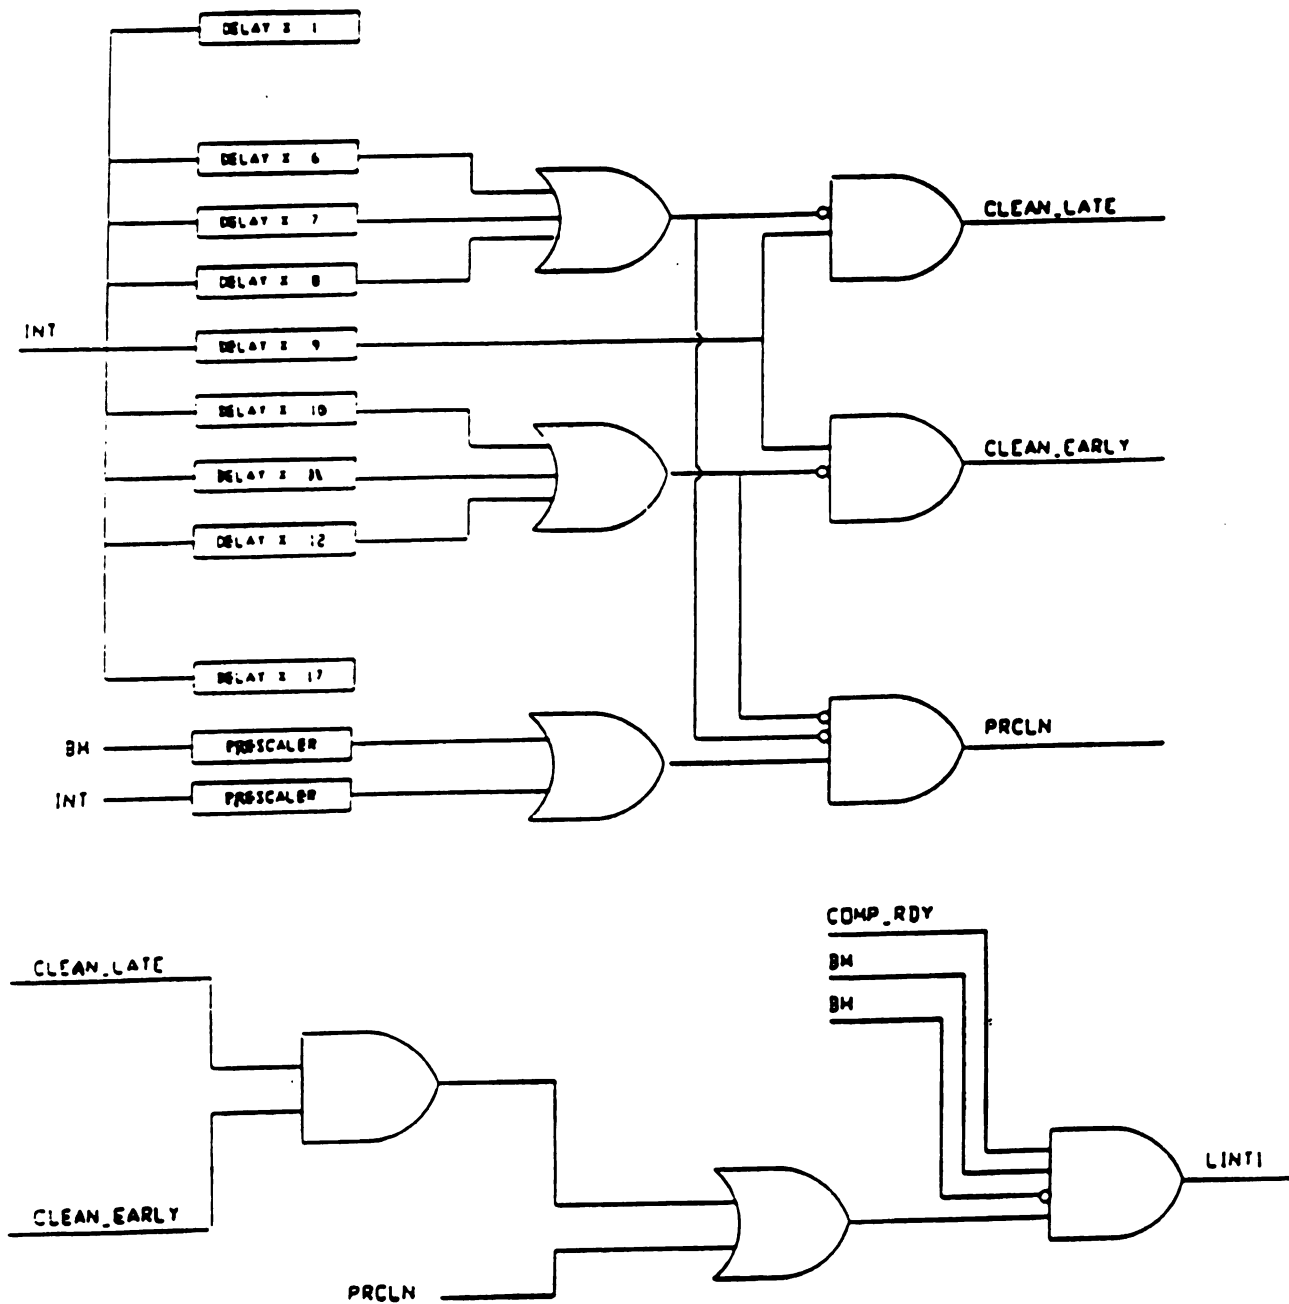 DELAY X 1
DELAY X 6
DELAY X 7
CLEAN_LATE
DELAY X 8
INT
DELAY X 9
DELAY X 10
CLEAN_EARLY
DELAY X 11
DELAY X 12
DELAY X 17
PRCLN
BM
PRESCALER
INT
PRESCALER
COMP_RDY
CLEAN_LATE
BM
BM
LINT1
CLEAN_EARLY
PRCLN